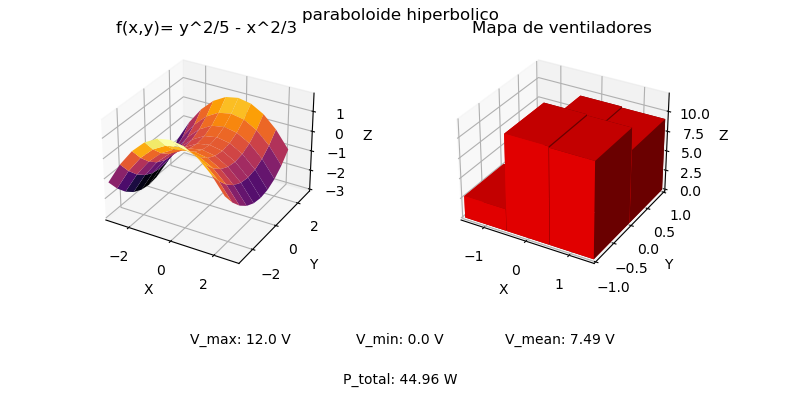 paraboloide hiperbolico
f(x,y)= y^2/5 - x^2/3
Mapa de ventiladores
1
0
−1
−2
−3
Z
−2
0
2
X
−2
0
2
Y
10.0
7.5
5.0
2.5
0.0
Z
−1
0
1
X
−1.0
−0.5
0.0
0.5
1.0
Y
V_max: 12.0 V
V_min: 0.0 V
V_mean: 7.49 V
P_total: 44.96 W